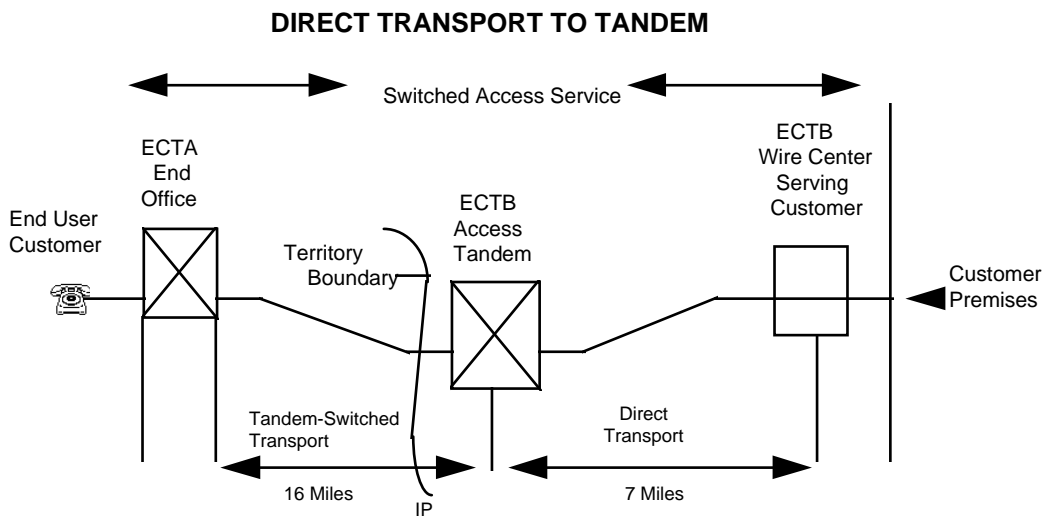 DIRECT TRANSPORT TO TANDEM
Switched Access Service
ECTA
End
Office
ECTB
Wire Center
Serving
Customer
ECTB
Access
Tandem
End User
Customer
Territory
Boundary
Customer
Premises
Tandem-Switched
Transport
Direct
Transport
16 Miles
7 Miles
IP